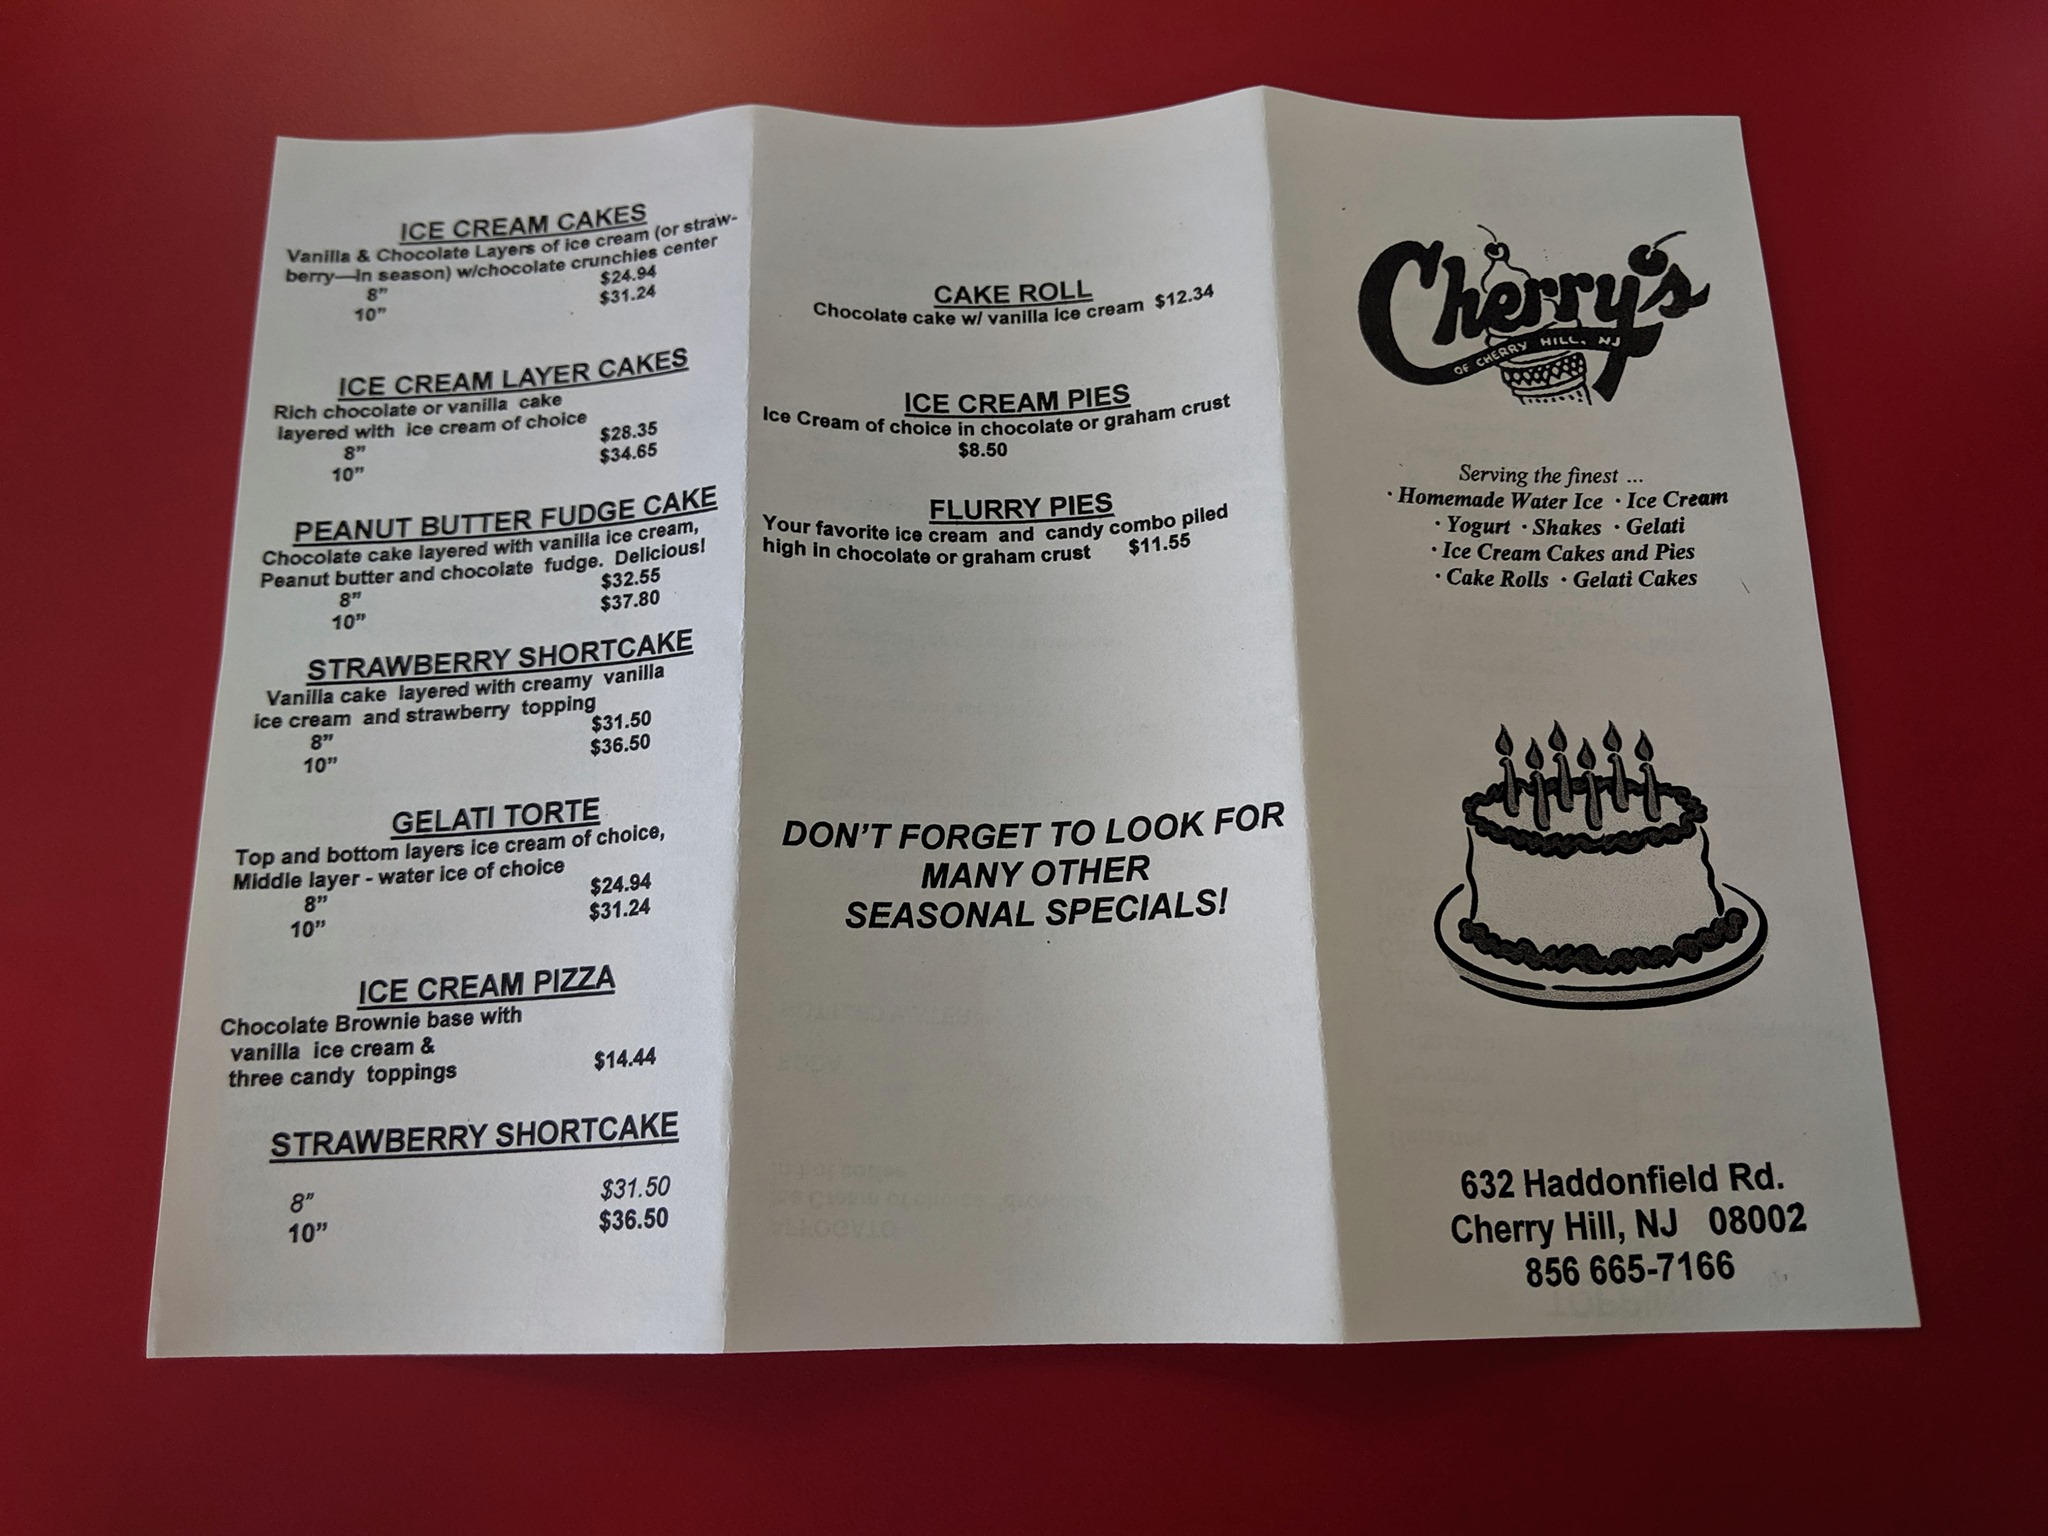 ICE CREAM CAKES
Vanilla & Chocolate Layers of ice cream (or straw-
berry—In season) w/chocolate crunchies center
8” $24.94
10” $31.24
ICE CREAM LAYER CAKES
Rich chocolate or vanilla cake
layered with ice cream of choice
8” $28.35
10” $34.65
PEANUT BUTTER FUDGE CAKE
Chocolate cake layered with vanilla ice cream,
Peanut butter and chocolate fudge. Delicious!
8” $32.55
10” $37.80
STRAWBERRY SHORTCAKE
Vanilla cake layered with creamy vanilla
ice cream and strawberry topping
8” $31.50
10” $36.50
GELATI TORTE
Top and bottom layers ice cream of choice,
Middle layer - water ice of choice
8” $24.94
10” $31.24
ICE CREAM PIZZA
Chocolate Brownie base with
vanilla ice cream &
three candy toppings $14.44
STRAWBERRY SHORTCAKE
8” $31.50
10” $36.50
CAKE ROLL
Chocolate cake w/ vanilla ice cream $12.34
ICE CREAM PIES
Ice Cream of choice in chocolate or graham crust
$8.50
FLURRY PIES
Your favorite ice cream and candy combo piled
high in chocolate or graham crust $11.55
DON’T FORGET TO LOOK FOR
MANY OTHER
SEASONAL SPECIALS!
Cherry's
OF CHERRY HILL, NJ
Serving the finest ...
· Homemade Water Ice · Ice Cream
· Yogurt · Shakes · Gelati
· Ice Cream Cakes and Pies
· Cake Rolls · Gelati Cakes
632 Haddonfield Rd.
Cherry Hill, NJ 08002
856 665-7166